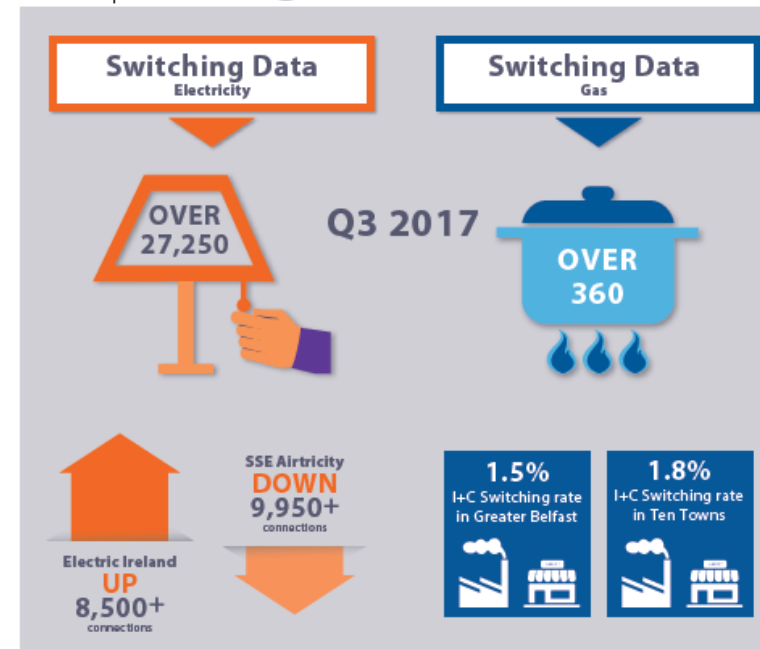 Switching Data
Electricity
Switching Data
Gas
OVER
27,250
Q3 2017
OVER
360
Electric Ireland
UP
8,500+
connections
SSE Airtricity
DOWN
9,950+
connections
1.5%
I+C Switching rate
in Greater Belfast
1.8%
I+C Switching rate
in Ten Towns